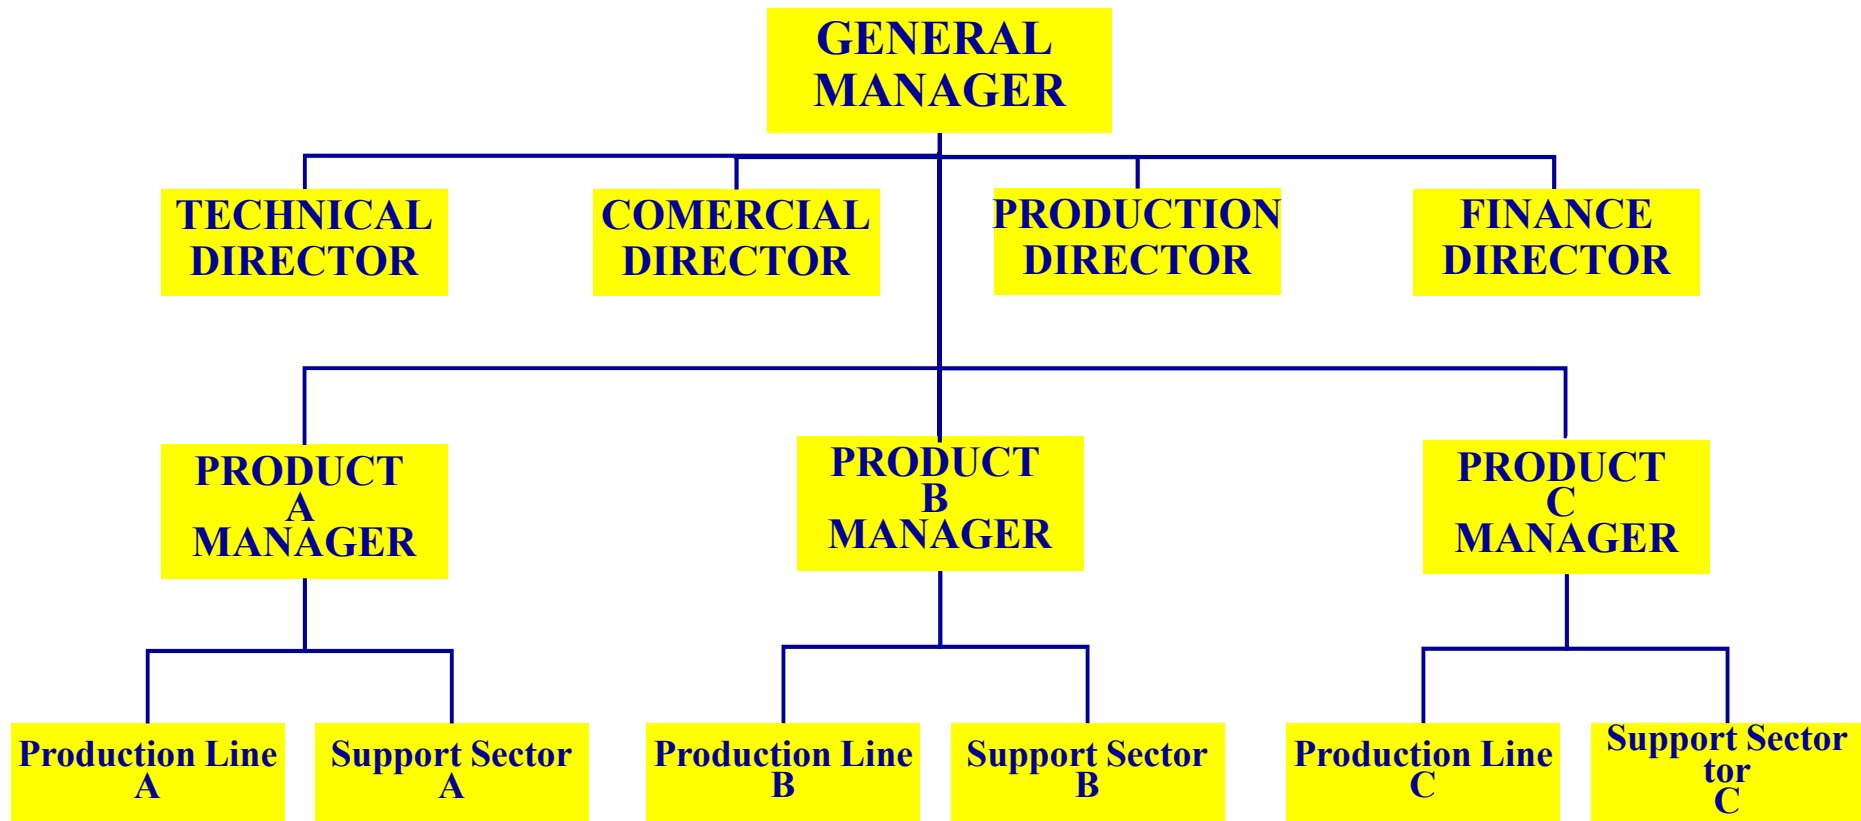 GENERAL
MANAGER
TECHNICAL
DIRECTOR
COMERCIAL
DIRECTOR
PRODUCTION
DIRECTOR
FINANCE
DIRECTOR
PRODUCT
A
MANAGER
PRODUCT
B
MANAGER
PRODUCT
C
MANAGER
Production Line
A
Support Sector
A
Production Line
B
Support Sector
B
Production Line
C
Support Sector
tor
C